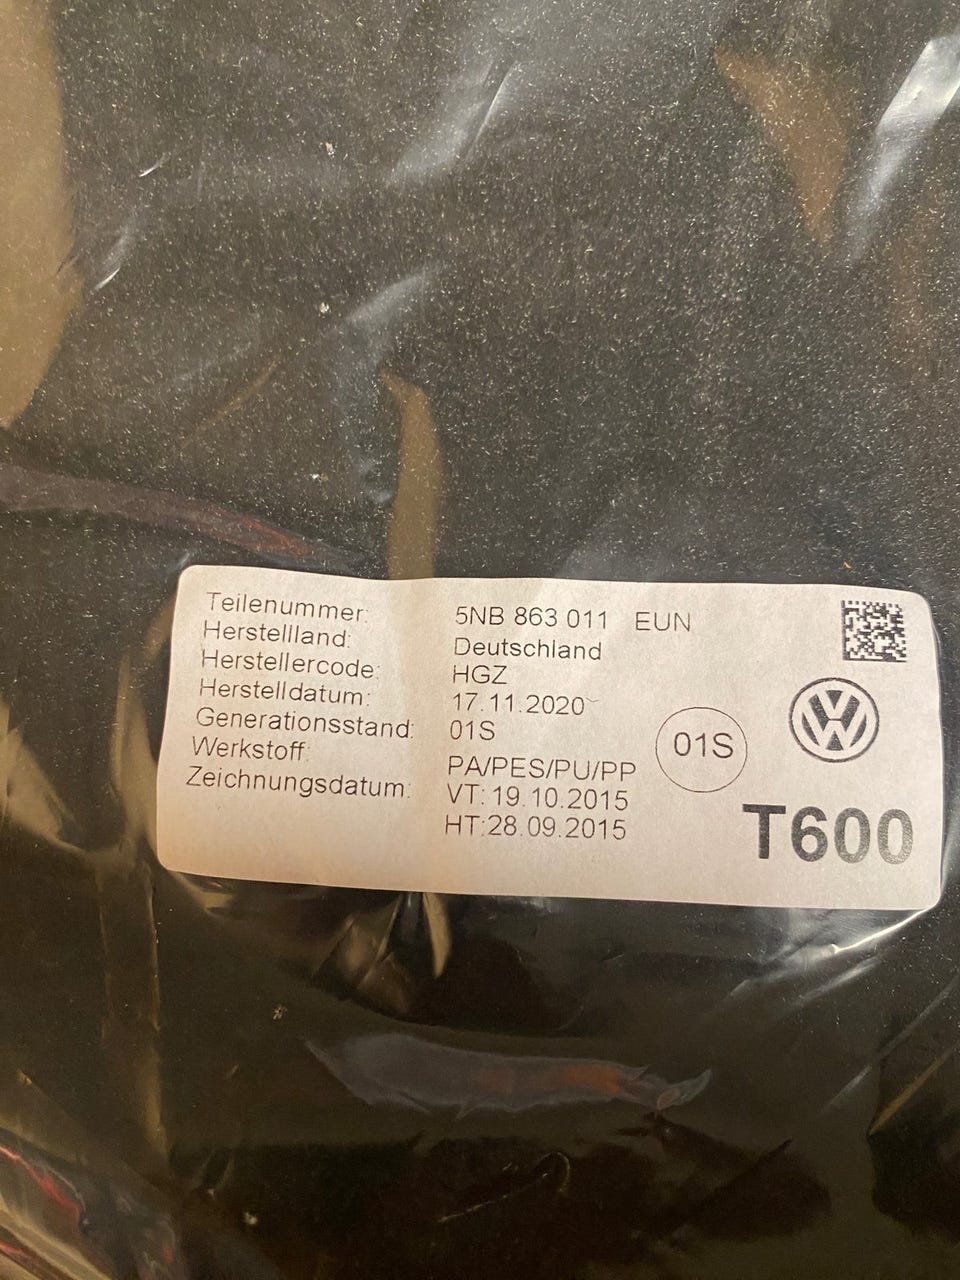 Teilenummer: 5NB 863 011 EUN
Herstellland: Deutschland
Herstellercode: HGZ
Herstelldatum: 17.11.2020
Generationsstand: 01S
Werkstoff: PA/PES/PU/PP
Zeichnungsdatum: VT: 19.10.2015
HT:28.09.2015
01S
T600